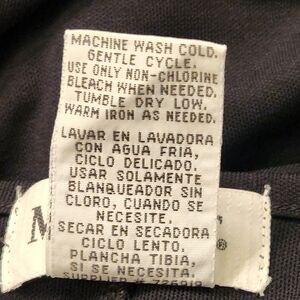 MACHINE WASH COLD.
GENTLE CYCLE.
USE ONLY NON-CHLORINE
BLEACH WHEN NEEDED.
TUMBLE DRY LOW.
WARM IRON AS NEEDED.
LAVAR EN LAVADORA
CON AGUA FRIA,
CICLO DELICADO.
USAR SOLAMENTE
BLANQUEADOR SIN
CLORO, CUANDO SE
NECESITE.
SECAR EN SECADORA
CICLO LENTO.
PLANCHA TIBIA,
SI SE NECESITA.
SUPPLIER #
M
®